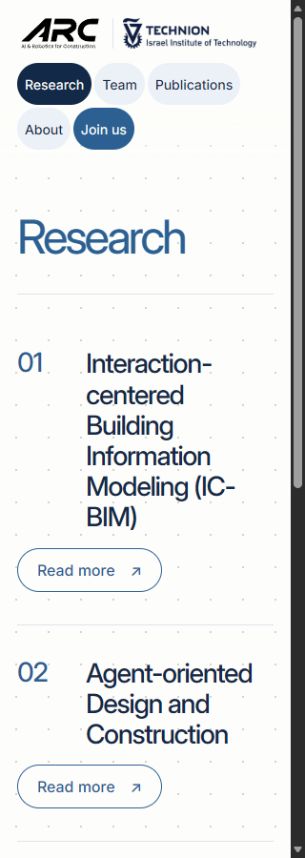 ARC
AI & Robotics for Construction
TECHNION
Israel Institute of Technology
Research
Team
Publications
About
Join us
Research
01
Interaction-
centered
Building
Information
Modeling (IC-
BIM)
Read more
02
Agent-oriented
Design and
Construction
Read more